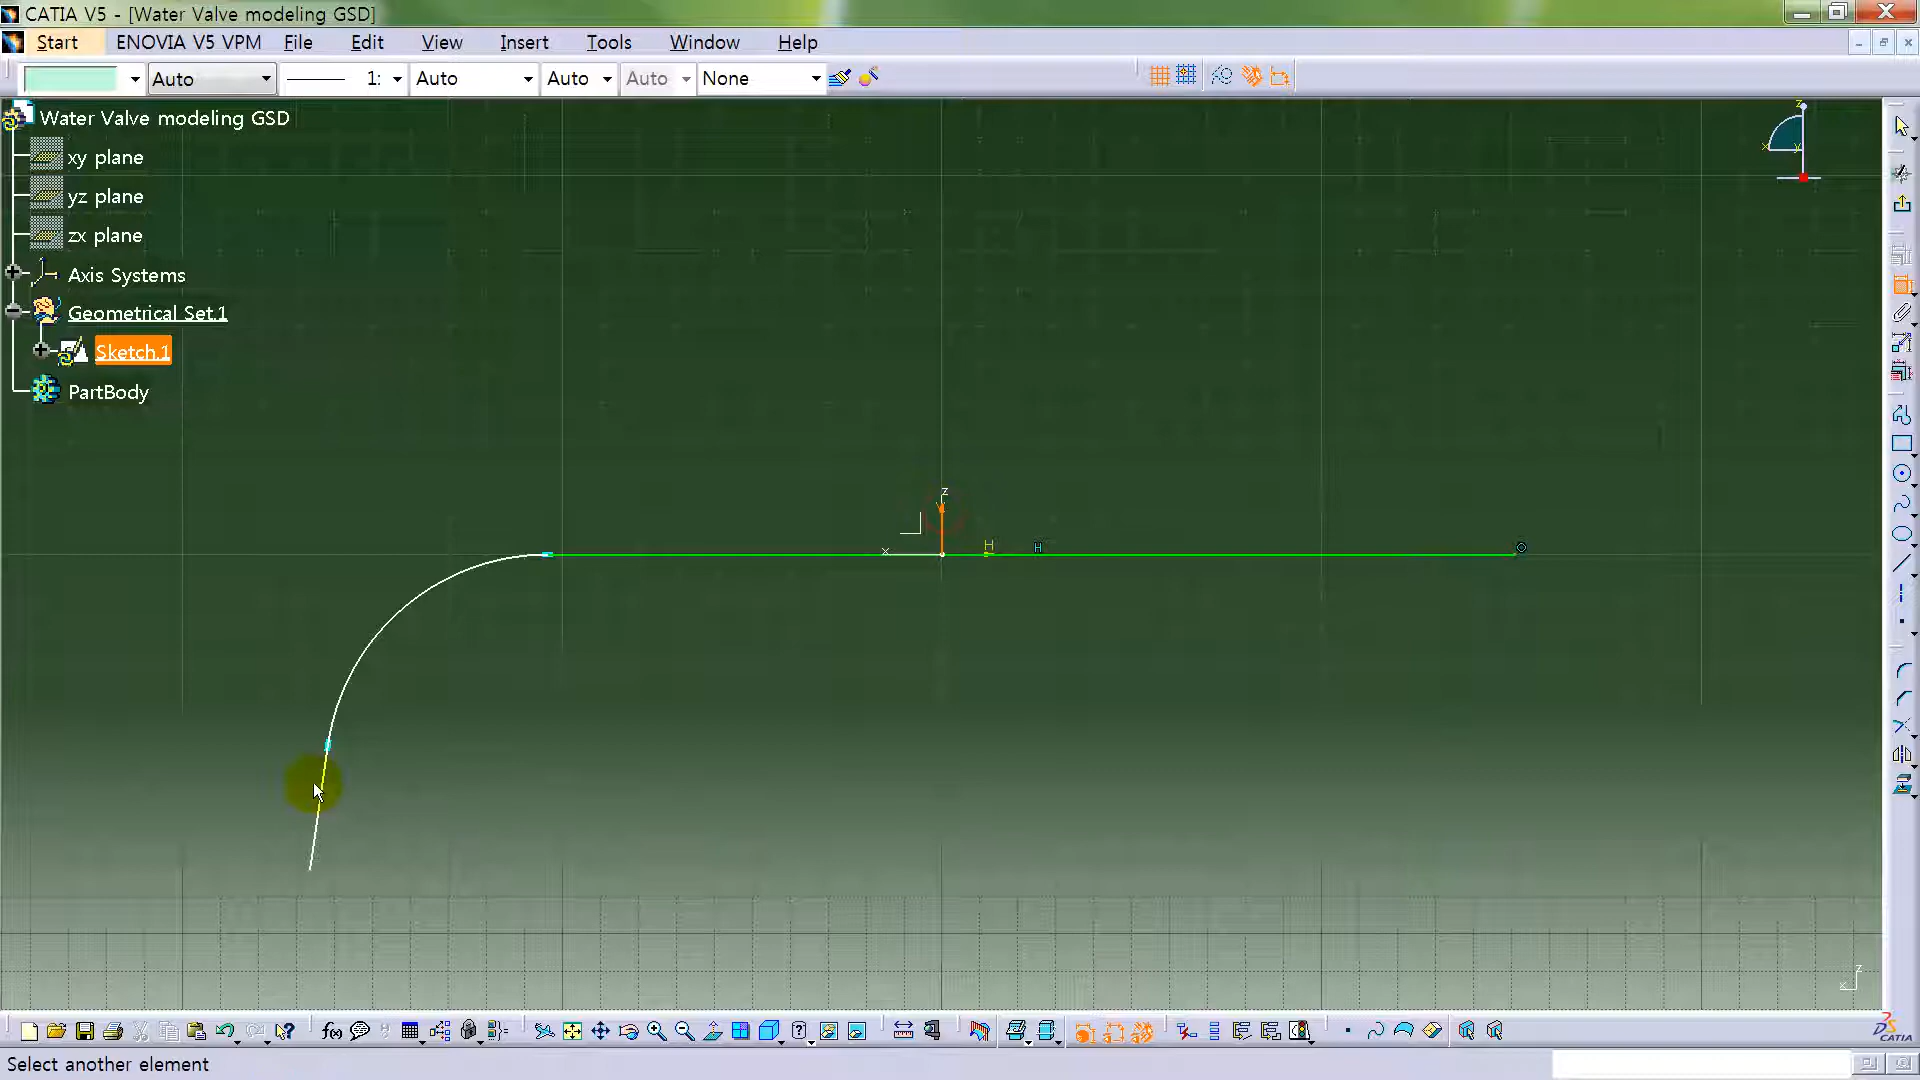 CATIA V5 - [Water Valve modeling GSD]
Start ENOVIA V5 VPM File Edit View Insert Tools Window Help
Auto 1: Auto Auto Auto None
Water Valve modeling GSD
xy plane
yz plane
zx plane
Axis Systems
Geometrical Set.1
Sketch.1
PartBody
z
x y
z
V
x H H
z
x
f(x)
CATIA
Select another element